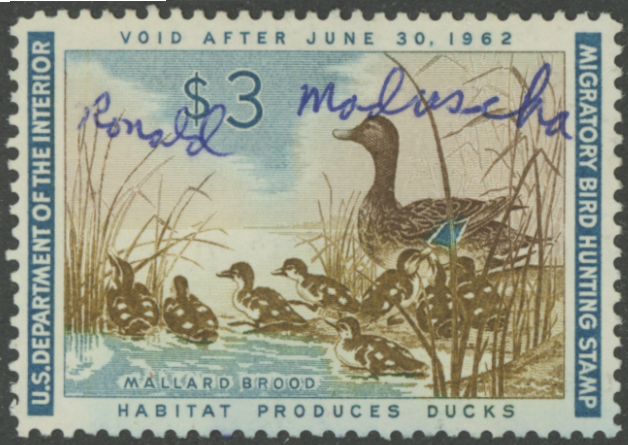 VOID AFTER JUNE 30, 1962
U.S. DEPARTMENT OF THE INTERIOR
MIGRATORY BIRD HUNTING STAMP
$3
Ronald Moduscha
MALLARD BROOD
HABITAT PRODUCES DUCKS